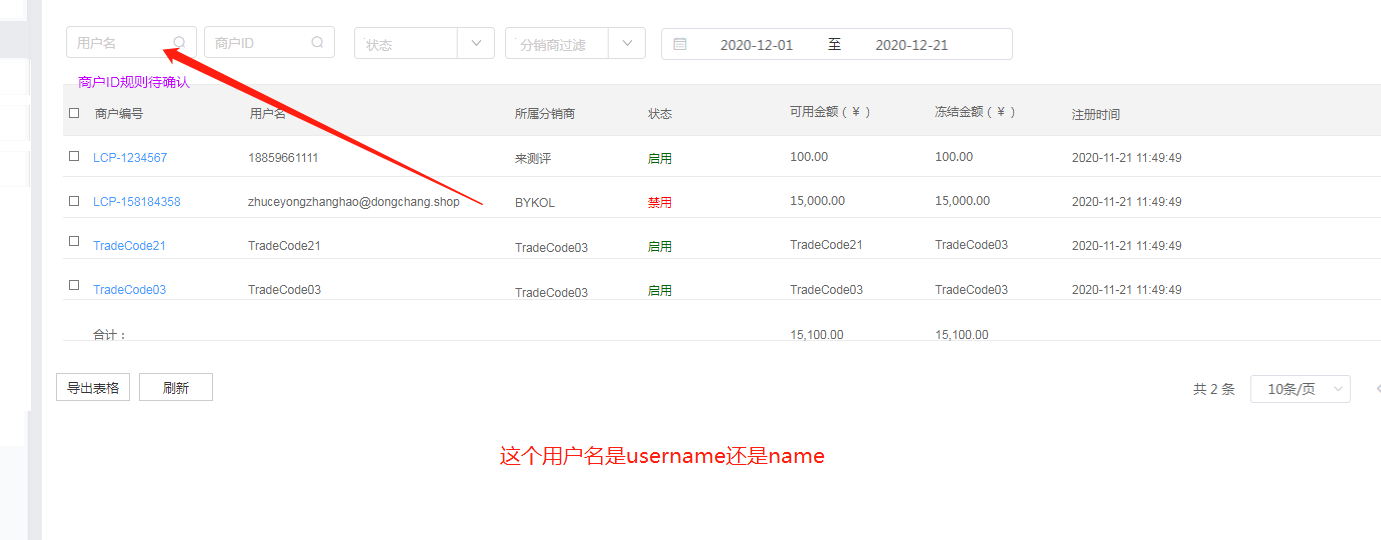 用户名 商户ID 状态 分销商过滤 2020-12-01 至 2020-12-21
商户ID规则待确认
商户编号 用户名 所属分销商 状态 可用金额（¥） 冻结金额（¥） 注册时间
LCP-1234567 18859661111 来测评 启用 100.00 100.00 2020-11-21 11:49:49
LCP-158184358 zhuceyongzhanghao@dongchang.shop BYKOL 禁用 15,000.00 15,000.00 2020-11-21 11:49:49
TradeCode21 TradeCode21 TradeCode03 启用 TradeCode21 TradeCode03 2020-11-21 11:49:49
TradeCode03 TradeCode03 TradeCode03 启用 TradeCode03 TradeCode03 2020-11-21 11:49:49
合计： 15,100.00 15,100.00
导出表格 刷新 共 2 条 10条/页
这个用户名是username还是name